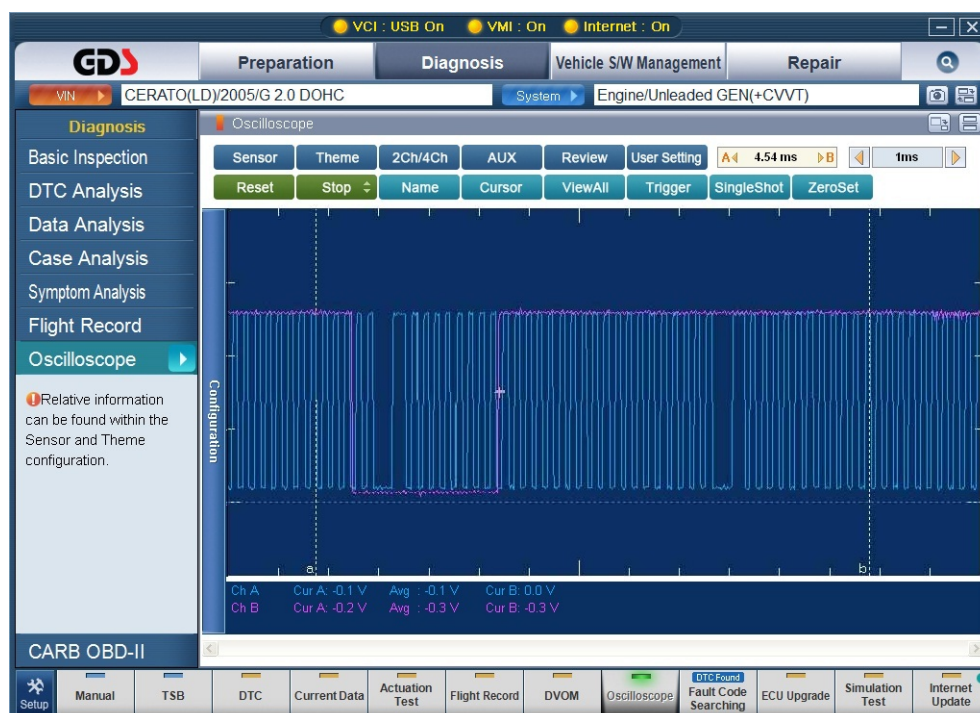 VCI : USB On VMI : On Internet : On
GDS Preparation Diagnosis Vehicle S/W Management Repair
VIN CERATO(LD)/2005/G 2.0 DOHC System Engine/Unleaded GEN(+CVVT)
Diagnosis
Basic Inspection
DTC Analysis
Data Analysis
Case Analysis
Symptom Analysis
Flight Record
Oscilloscope
Relative information
can be found within the
Sensor and Theme
configuration.
CARB OBD-II
Oscilloscope
Sensor Theme 2Ch/4Ch AUX Review User Setting A 4.54 ms B 1ms
Reset Stop Name Cursor ViewAll Trigger SingleShot ZeroSet
Configuration
a b
Ch A Cur A: -0.1 V Avg : -0.1 V Cur B: 0.0 V
Ch B Cur A: -0.2 V Avg : -0.3 V Cur B: -0.3 V
Setup
Manual
TSB
DTC
Current Data
Actuation
Test
Flight Record
DVOM
Oscilloscope
DTC Found
Fault Code
Searching
ECU Upgrade
Simulation
Test
Internet
Update